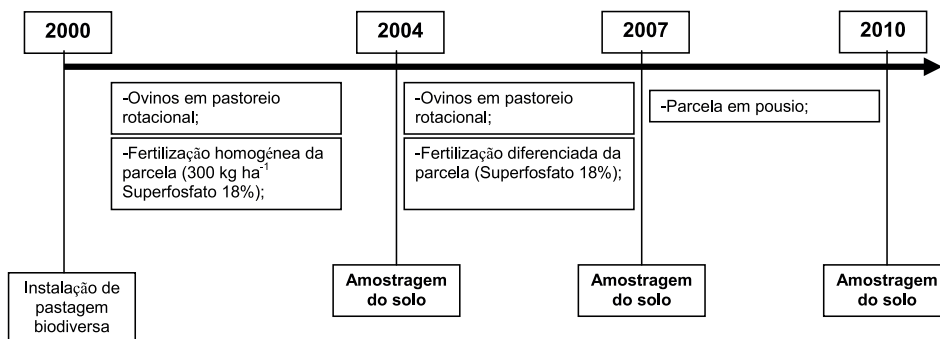 2000
2004
2007
2010
-Ovinos em pastoreio
rotacional;
-Fertilização homogénea da
parcela (300 kg ha⁻¹
Superfosfato 18%);
-Ovinos em pastoreio
rotacional;
-Fertilização diferenciada da
parcela (Superfosfato 18%);
-Parcela em pousio;
Instalação de
pastagem
biodiversa
Amostragem
do solo
Amostragem
do solo
Amostragem
do solo